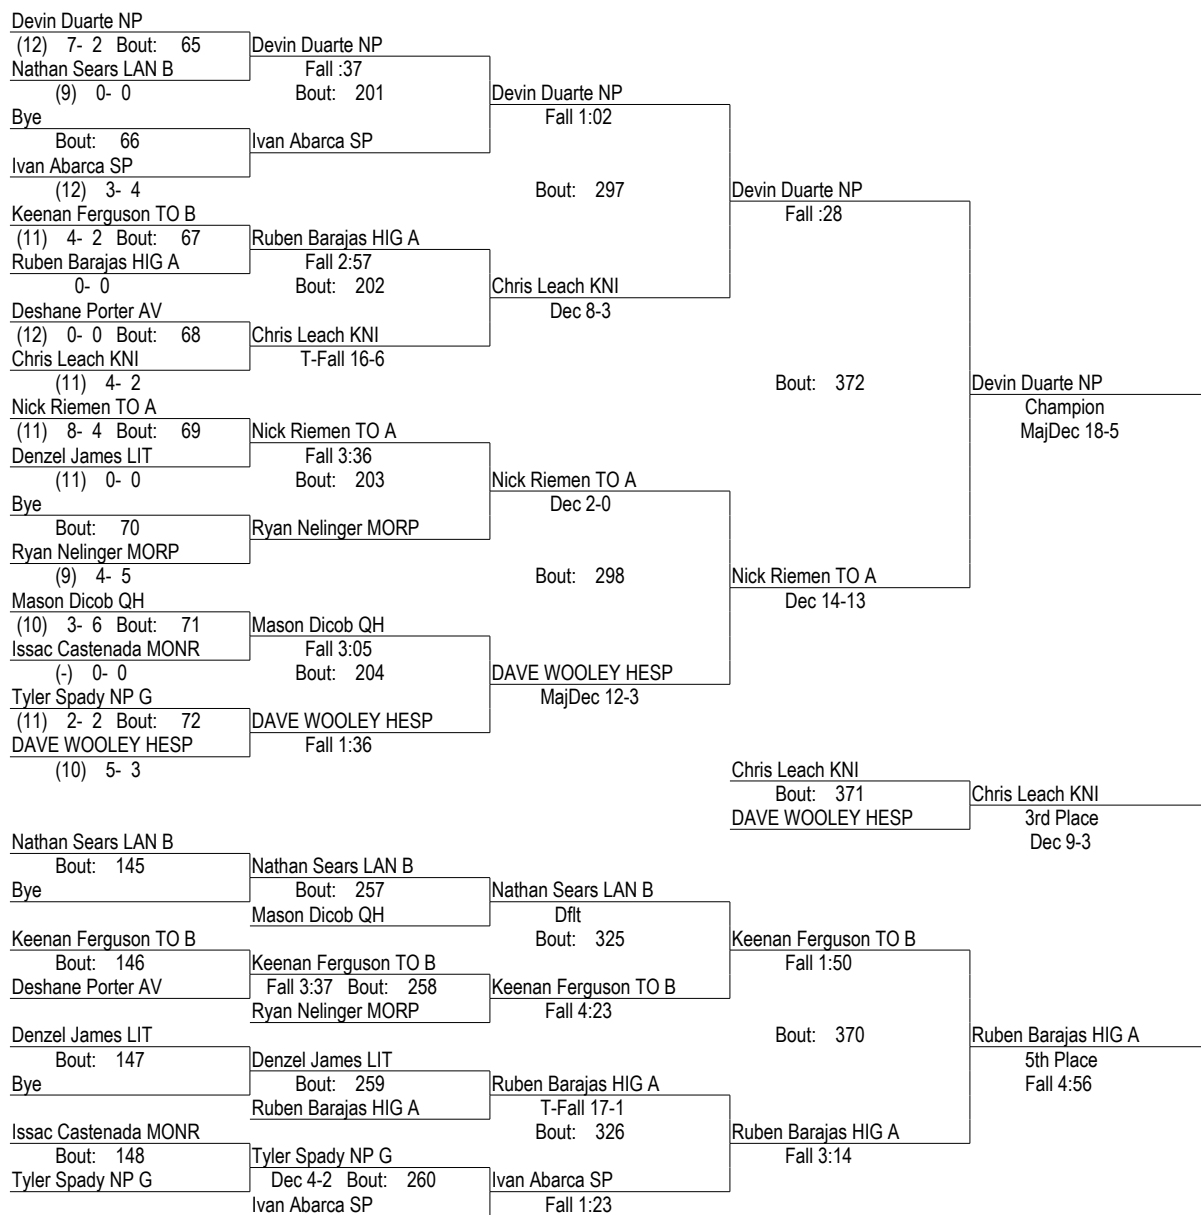 Devin Duarte NP
(12) 7- 2 Bout: 65
Nathan Sears LAN B
(9) 0- 0
Bye
Bout: 66
Ivan Abarca SP
(12) 3- 4
Keenan Ferguson TO B
(11) 4- 2 Bout: 67
Ruben Barajas HIG A
0- 0
Deshane Porter AV
(12) 0- 0 Bout: 68
Chris Leach KNI
(11) 4- 2
Nick Riemen TO A
(11) 8- 4 Bout: 69
Denzel James LIT
(11) 0- 0
Bye
Bout: 70
Ryan Nelinger MORP
(9) 4- 5
Mason Dicob QH
(10) 3- 6 Bout: 71
Issac Castenada MONR
(-) 0- 0
Tyler Spady NP G
(11) 2- 2 Bout: 72
DAVE WOOLEY HESP
(10) 5- 3
Devin Duarte NP
Fall :37
Bout: 201
Ivan Abarca SP
Ruben Barajas HIG A
Fall 2:57
Bout: 202
Chris Leach KNI
T-Fall 16-6
Nick Riemen TO A
Fall 3:36
Bout: 203
Ryan Nelinger MORP
Mason Dicob QH
Fall 3:05
Bout: 204
DAVE WOOLEY HESP
Fall 1:36
Devin Duarte NP
Fall 1:02
Bout: 297
Chris Leach KNI
Dec 8-3
Nick Riemen TO A
Dec 2-0
Bout: 298
DAVE WOOLEY HESP
MajDec 12-3
Devin Duarte NP
Fall :28
Bout: 372
Nick Riemen TO A
Dec 14-13
Devin Duarte NP
Champion
MajDec 18-5
Chris Leach KNI
Bout: 371
DAVE WOOLEY HESP
Chris Leach KNI
3rd Place
Dec 9-3
Nathan Sears LAN B
Bout: 145
Bye
Keenan Ferguson TO B
Bout: 146
Deshane Porter AV
Denzel James LIT
Bout: 147
Bye
Issac Castenada MONR
Bout: 148
Tyler Spady NP G
Nathan Sears LAN B
Bout: 257
Mason Dicob QH
Keenan Ferguson TO B
Fall 3:37 Bout: 258
Ryan Nelinger MORP
Denzel James LIT
Bout: 259
Ruben Barajas HIG A
Tyler Spady NP G
Dec 4-2 Bout: 260
Ivan Abarca SP
Nathan Sears LAN B
Dflt
Bout: 325
Keenan Ferguson TO B
Fall 4:23
Ruben Barajas HIG A
T-Fall 17-1
Bout: 326
Ivan Abarca SP
Fall 1:23
Keenan Ferguson TO B
Fall 1:50
Bout: 370
Ruben Barajas HIG A
Fall 3:14
Ruben Barajas HIG A
5th Place
Fall 4:56